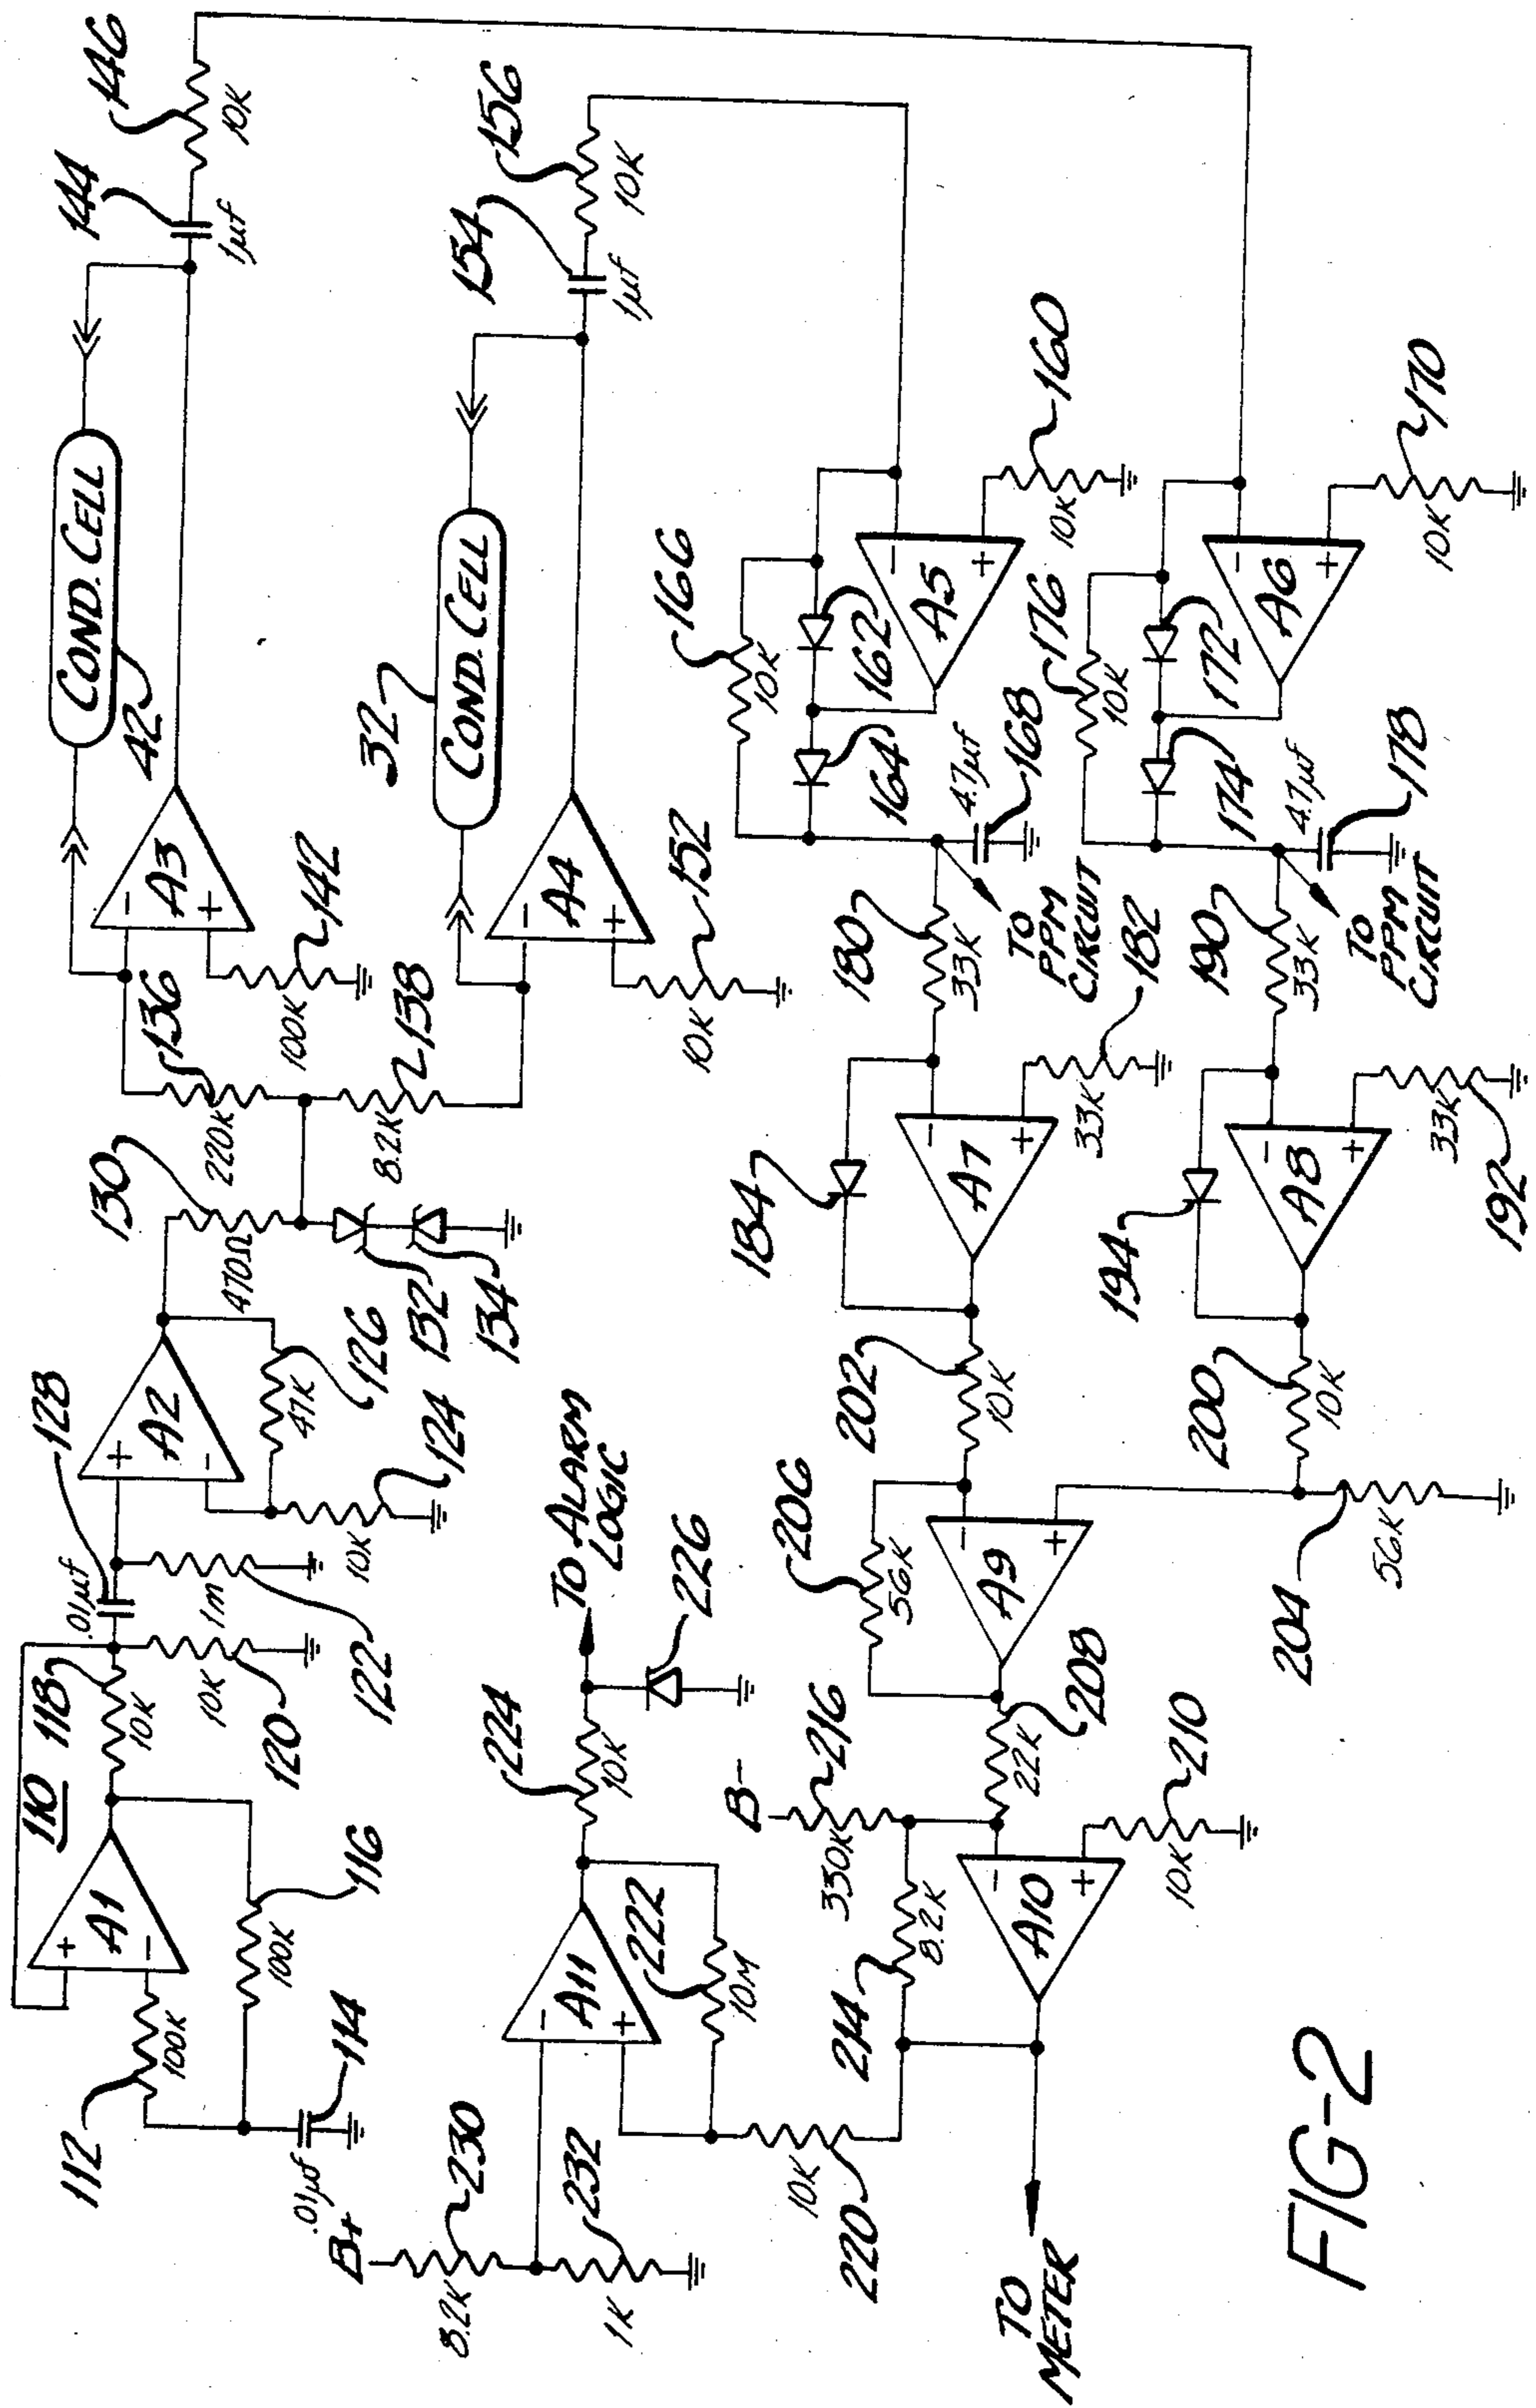 110
118
10K
120
10K
.01µf
128
122
1m
A1
+
-
112
100K
114
.01µf
116
100K
A2
+
-
124
10K
126
47K
130
470Ω
132
134
136
220K
138
8.2K
A3
-
+
142
100K
COND. CELL
42
144
1µf
146
10K
A4
-
+
152
10K
COND. CELL
32
154
1µf
156
10K
A5
-
+
160
10K
162
164
166
10K
168
4.7µf
TO
PPM
CIRCUIT
A6
-
+
170
10K
172
174
176
10K
178
4.7µf
TO
PPM
CIRCUIT
180
33K
182
33K
184
A7
-
+
190
33K
192
33K
194
A8
-
+
200
10K
202
10K
204
56K
206
56K
A9
-
+
208
22K
210
10K
A10
-
+
214
8.2K
B-
216
330K
TO
METER
220
10K
222
10M
A11
-
+
224
10K
226
TO ALARM
LOGIC
B+
230
8.2K
232
1K
FIG-2